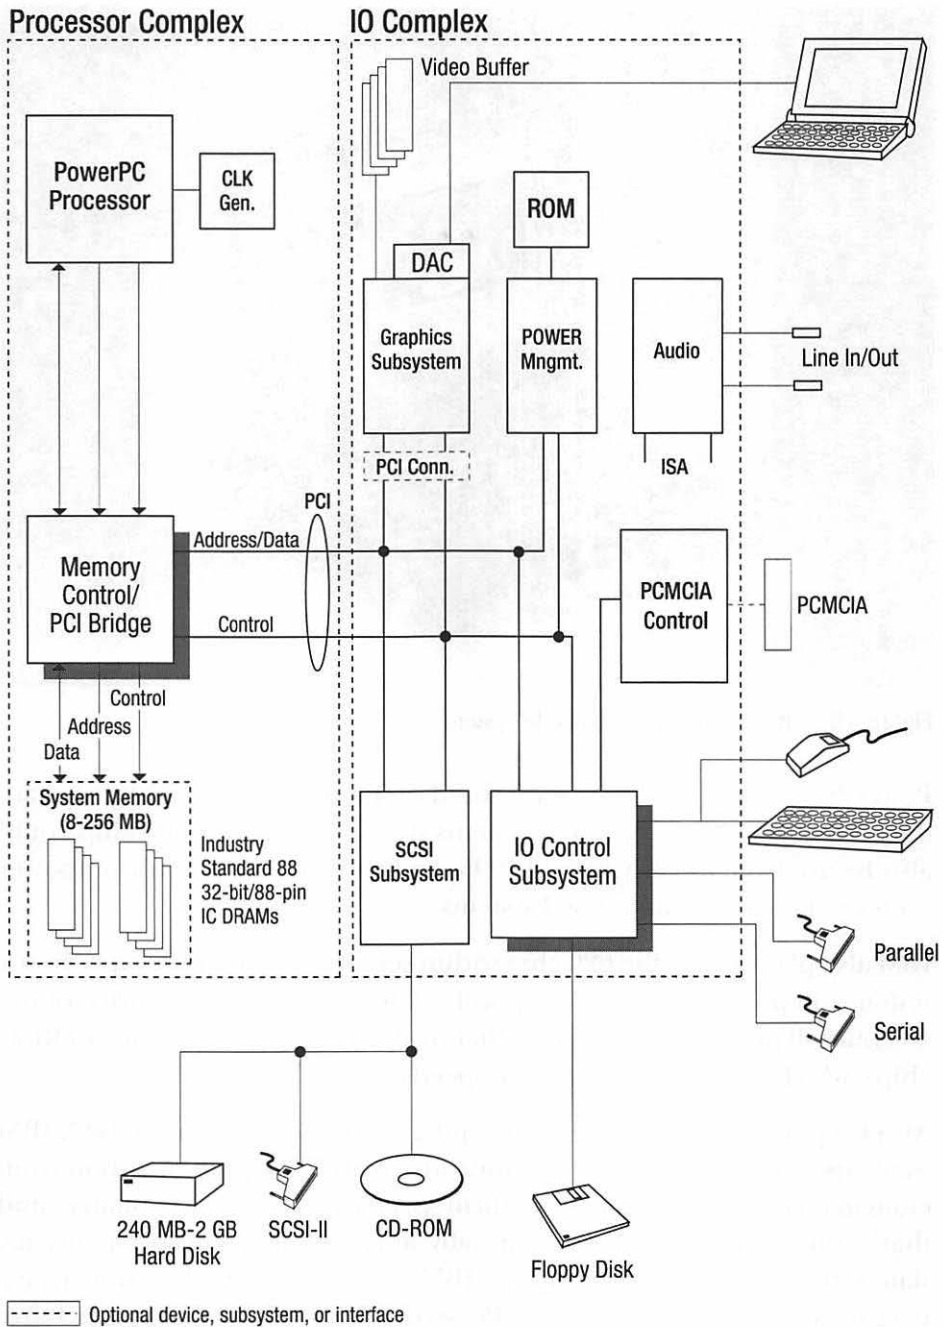 Processor Complex
IO Complex
Video Buffer
PowerPC
Processor
CLK
Gen.
ROM
DAC
Graphics
Subsystem
POWER
Mngmt.
Audio
Line In/Out
PCI Conn.
ISA
PCI
Address/Data
Memory
Control/
PCI Bridge
PCMCIA
Control
PCMCIA
Control
Control
Address
Data
System Memory
(8-256 MB)
Industry
Standard 88
32-bit/88-pin
IC DRAMs
SCSI
Subsystem
IO Control
Subsystem
Parallel
Serial
240 MB-2 GB
Hard Disk
SCSI-II
CD-ROM
Floppy Disk
Optional device, subsystem, or interface